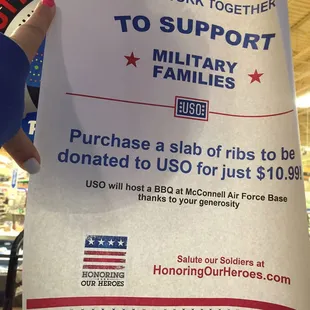 TOGETHER
TO SUPPORT
MILITARY
FAMILIES
USO
Purchase a slab of ribs to be
donated to USO for just $10.99!
USO will host a BBQ at McConnell Air Force Base
thanks to your generosity
HONORING
OUR HEROES
Salute our Soldiers at
HonoringOurHeroes.com